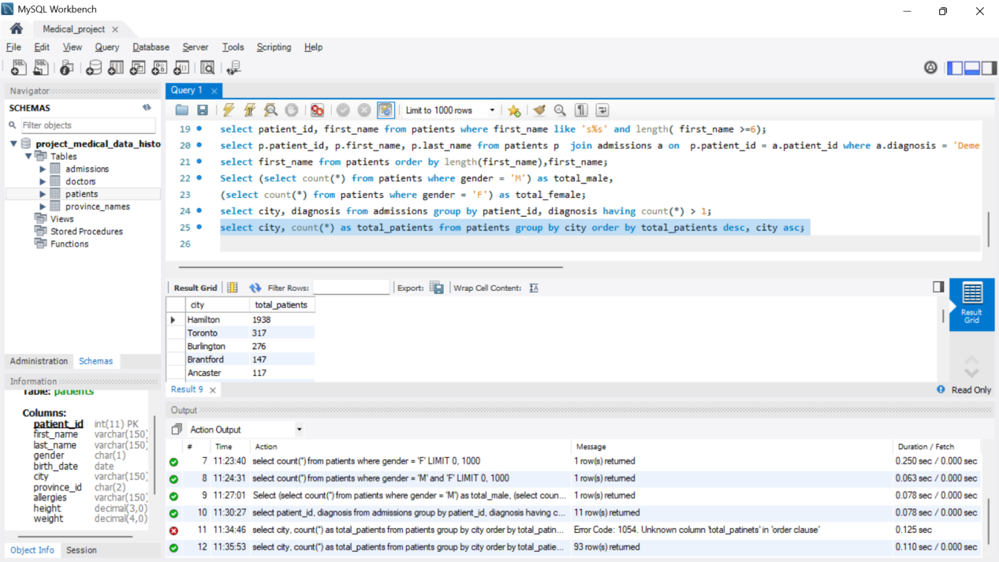 MySQL Workbench
Medical_project
File Edit View Query Database Server Tools Scripting Help
Navigator
SCHEMAS
Filter objects
project_medical_data_histo
Tables
admissions
doctors
patients
province_names
Views
Stored Procedures
Functions
Administration Schemas
Information
Table: patients
Columns:
patient_id int(11) PK
first_name varchar(150)
last_name varchar(150)
gender char(1)
birth_date date
city varchar(150)
province_id char(2)
allergies varchar(150)
height decimal(3,0)
weight decimal(4,0)
Object Info Session
Query 1
Limit to 1000 rows
19 select patient_id, first_name from patients where first_name like 's%s' and length( first_name >=6);
20 select p.patient_id, p.first_name, p.last_name from patients p join admissions a on p.patient_id = a.patient_id where a.diagnosis = 'Deme
21 select first_name from patients order by length(first_name),first_name;
22 Select (select count(*) from patients where gender = 'M') as total_male,
23 (select count(*) from patients where gender = 'F') as total_female;
24 select city, diagnosis from admissions group by patient_id, diagnosis having count(*) > 1;
25 select city, count(*) as total_patients from patients group by city order by total_patients desc, city asc;
26
Result Grid Filter Rows: Export: Wrap Cell Content:
city total_patients
Hamilton 1938
Toronto 317
Burlington 276
Brantford 147
Ancaster 117
Result Grid
Result 9
Read Only
Output
Action Output
# Time Action Message Duration / Fetch
7 11:23:40 select count(*) from patients where gender = 'F' LIMIT 0, 1000 1 row(s) returned 0.250 sec / 0.000 sec
8 11:24:31 select count(*) from patients where gender = 'M' and 'F' LIMIT 0, 1000 1 row(s) returned 0.063 sec / 0.000 sec
9 11:27:01 Select (select count(*) from patients where gender = 'M') as total_male, (select coun... 1 row(s) returned 0.078 sec / 0.000 sec
10 11:30:27 select patient_id, diagnosis from admissions group by patient_id, diagnosis having c... 11 row(s) returned 0.078 sec / 0.000 sec
11 11:34:46 select city, count(*) as total_patients from patients group by city order by total_patin... Error Code: 1054. Unknown column 'total_patinets' in 'order clause' 0.125 sec
12 11:35:53 select city, count(*) as total_patients from patients group by city order by total_patie... 93 row(s) returned 0.110 sec / 0.000 sec